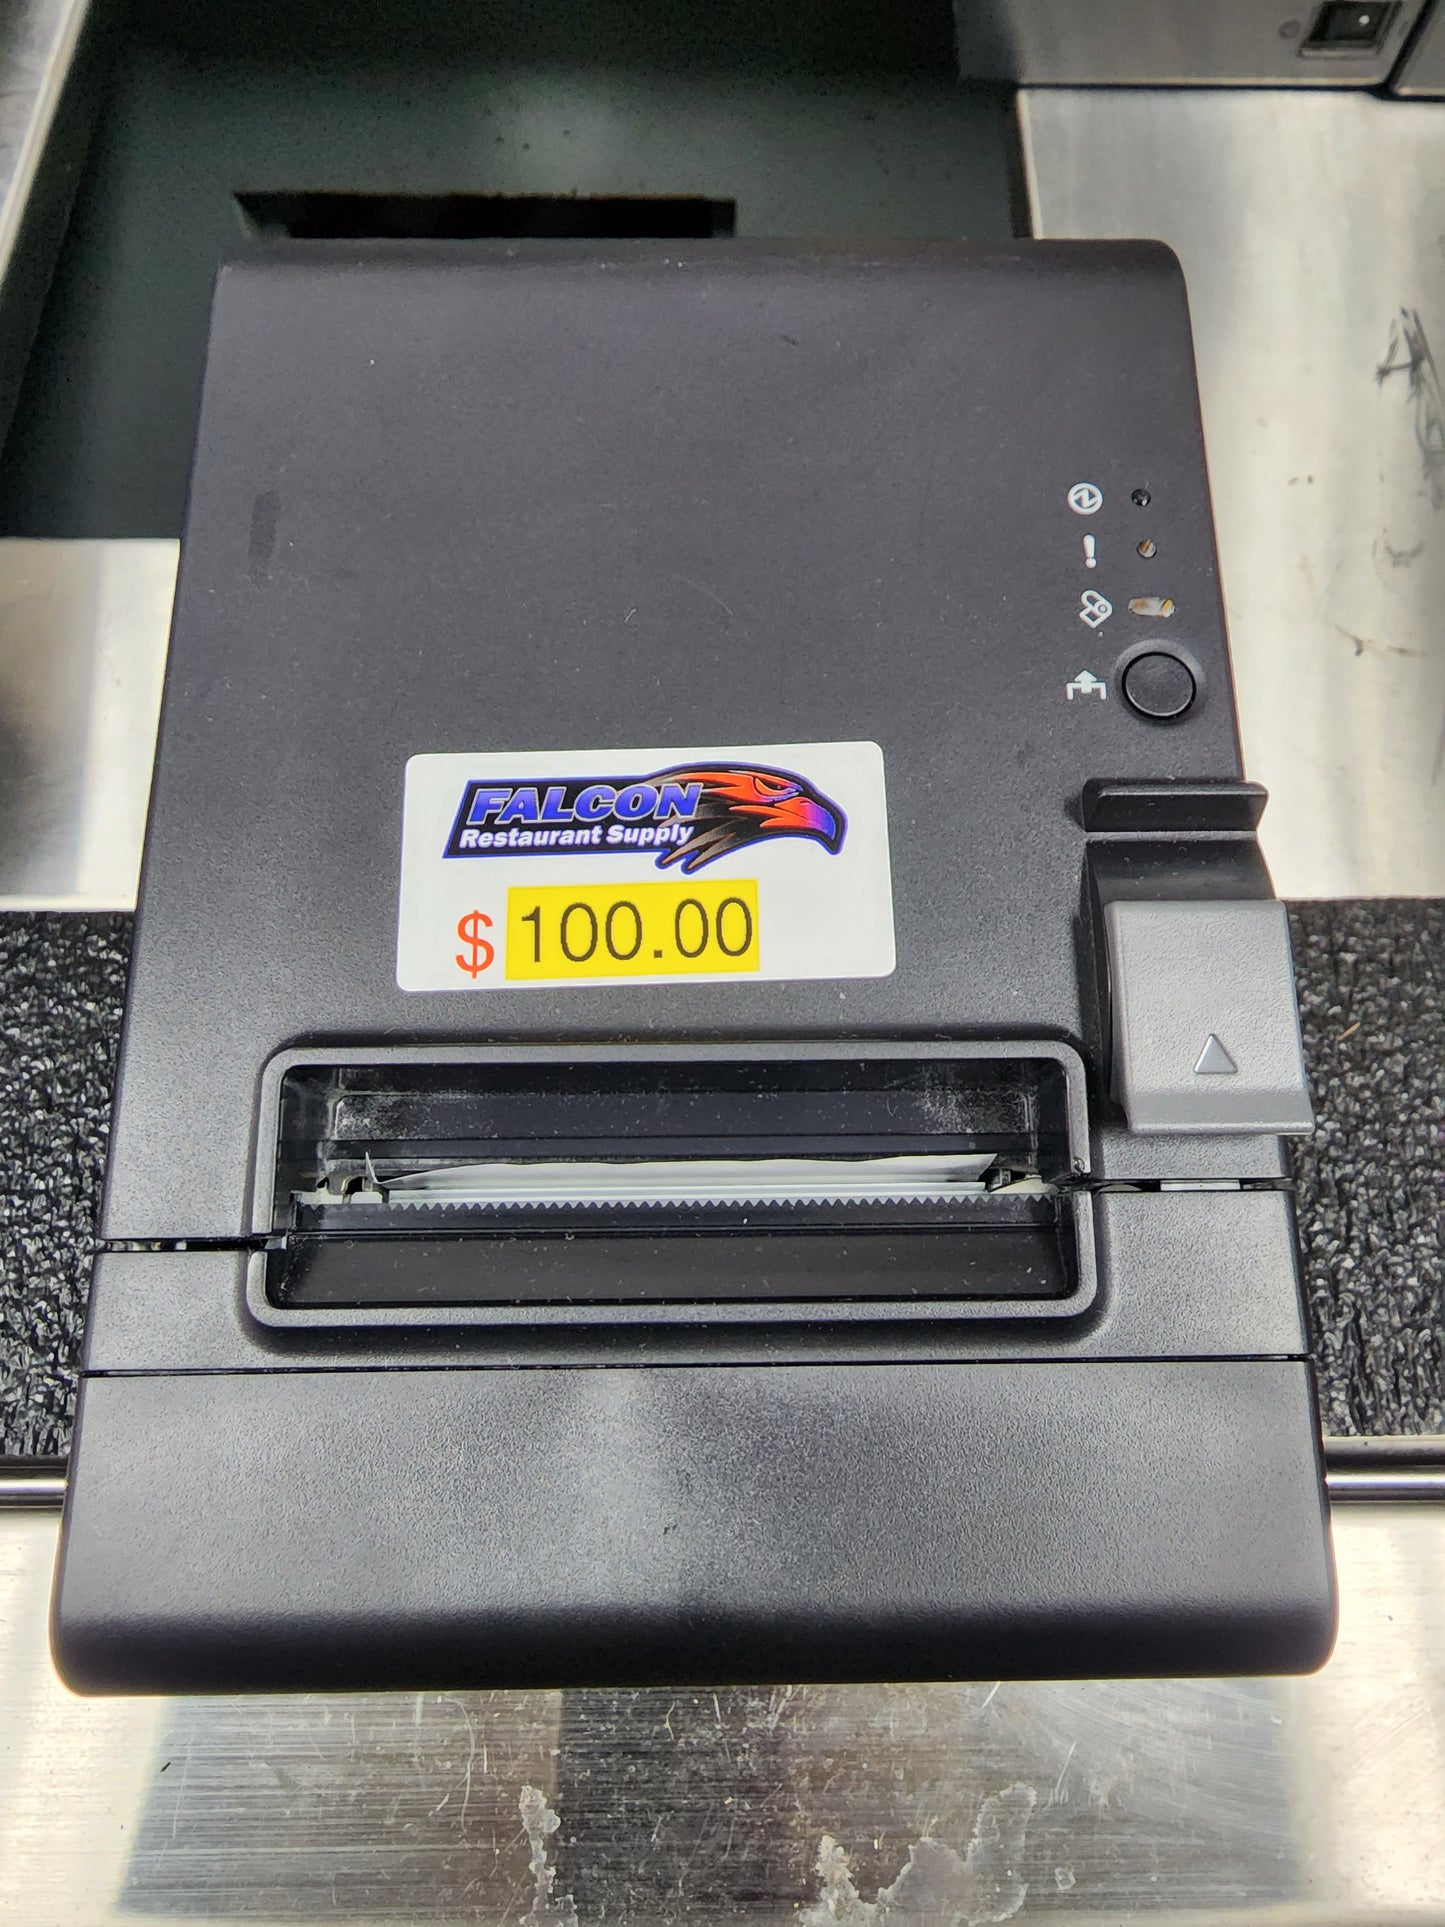 FALCON
Restaurant Supply
$ 100.00